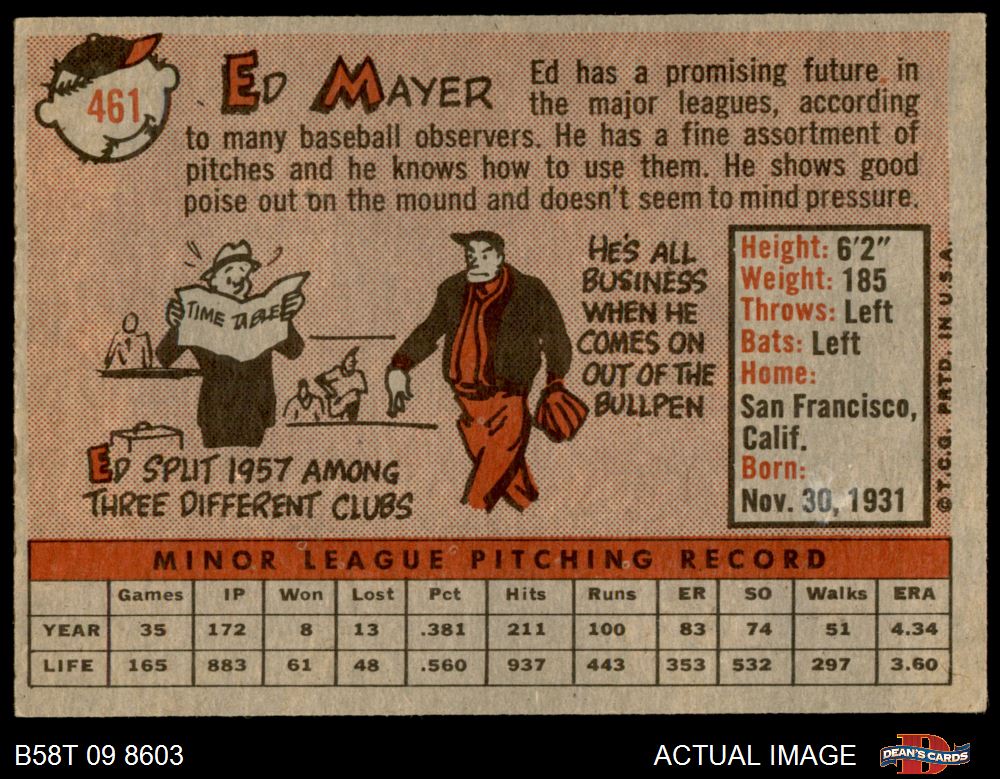 461
ED MAYER
Ed has a promising future in
the major leagues, according
to many baseball observers. He has a fine assortment of
pitches and he knows how to use them. He shows good
poise out on the mound and doesn't seem to mind pressure.
TIME TABLE
ED SPLIT 1957 AMONG
THREE DIFFERENT CLUBS
HE'S ALL
BUSINESS
WHEN HE
COMES ON
OUT OF THE
BULLPEN
Height: 6'2"
Weight: 185
Throws: Left
Bats: Left
Home:
San Francisco,
Calif.
Born:
Nov. 30, 1931
© T.C.G. PRTD. IN U.S.A.
MINOR LEAGUE PITCHING RECORD
Games IP Won Lost Pct Hits Runs ER SO Walks ERA
YEAR 35 172 8 13 .381 211 100 83 74 51 4.34
LIFE 165 883 61 48 .560 937 443 353 532 297 3.60
B58T 09 8603
ACTUAL IMAGE
DEAN'S CARDS